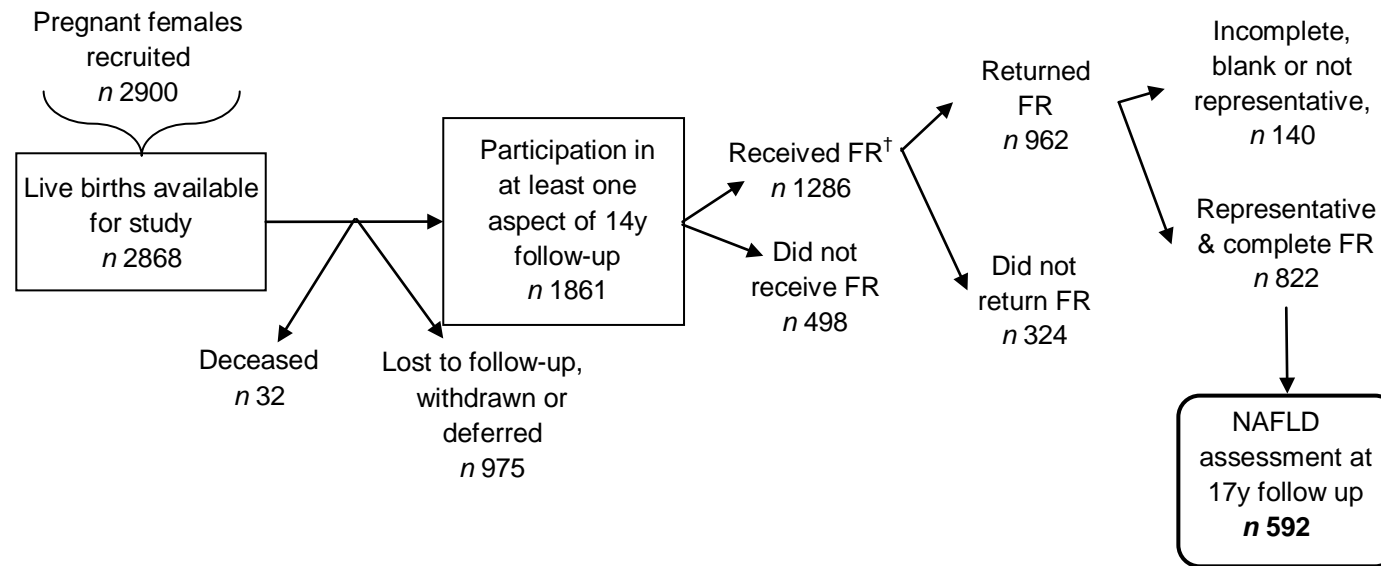 Pregnant females
recruited
n 2900
Live births available
for study
n 2868
Deceased
n 32
Lost to follow-up,
withdrawn or
deferred
n 975
Participation in
at least one
aspect of 14y
follow-up
n 1861
Received FR†
n 1286
Did not
receive FR
n 498
Returned
FR
n 962
Did not
return FR
n 324
Incomplete,
blank or not
representative,
n 140
Representative
& complete FR
n 822
NAFLD
assessment at
17y follow up
n 592